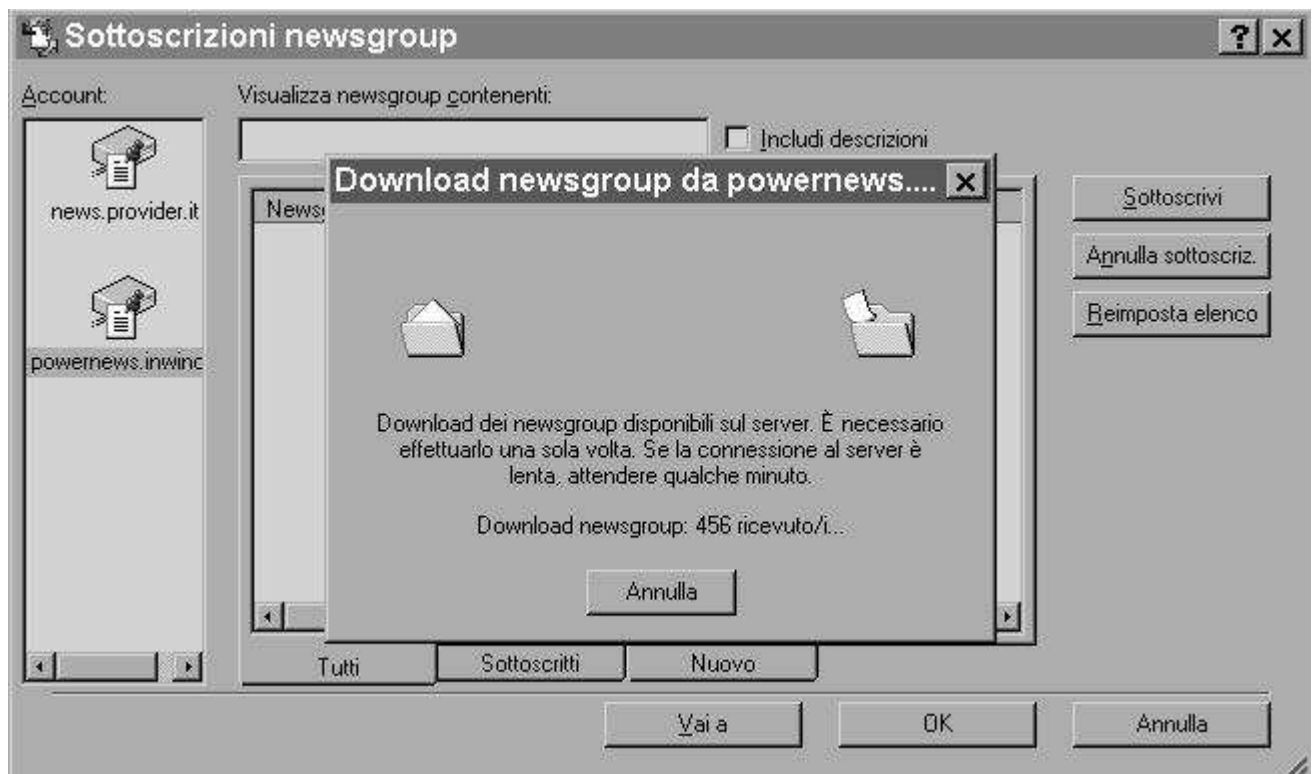 Sottoscrizioni newsgroup
Account:
Visualizza newsgroup contenenti:
Includi descrizioni
news.provider.it
powernews.inwind
Download newsgroup da powernews....
Download dei newsgroup disponibili sul server. È necessario
effettuarlo una sola volta. Se la connessione al server è
lenta, attendere qualche minuto.
Download newsgroup: 456 ricevuto/i...
Annulla
Sottoscrivi
Annulla sottoscriz.
Reimposta elenco
Tutti
Sottoscritti
Nuovo
Vai a
OK
Annulla